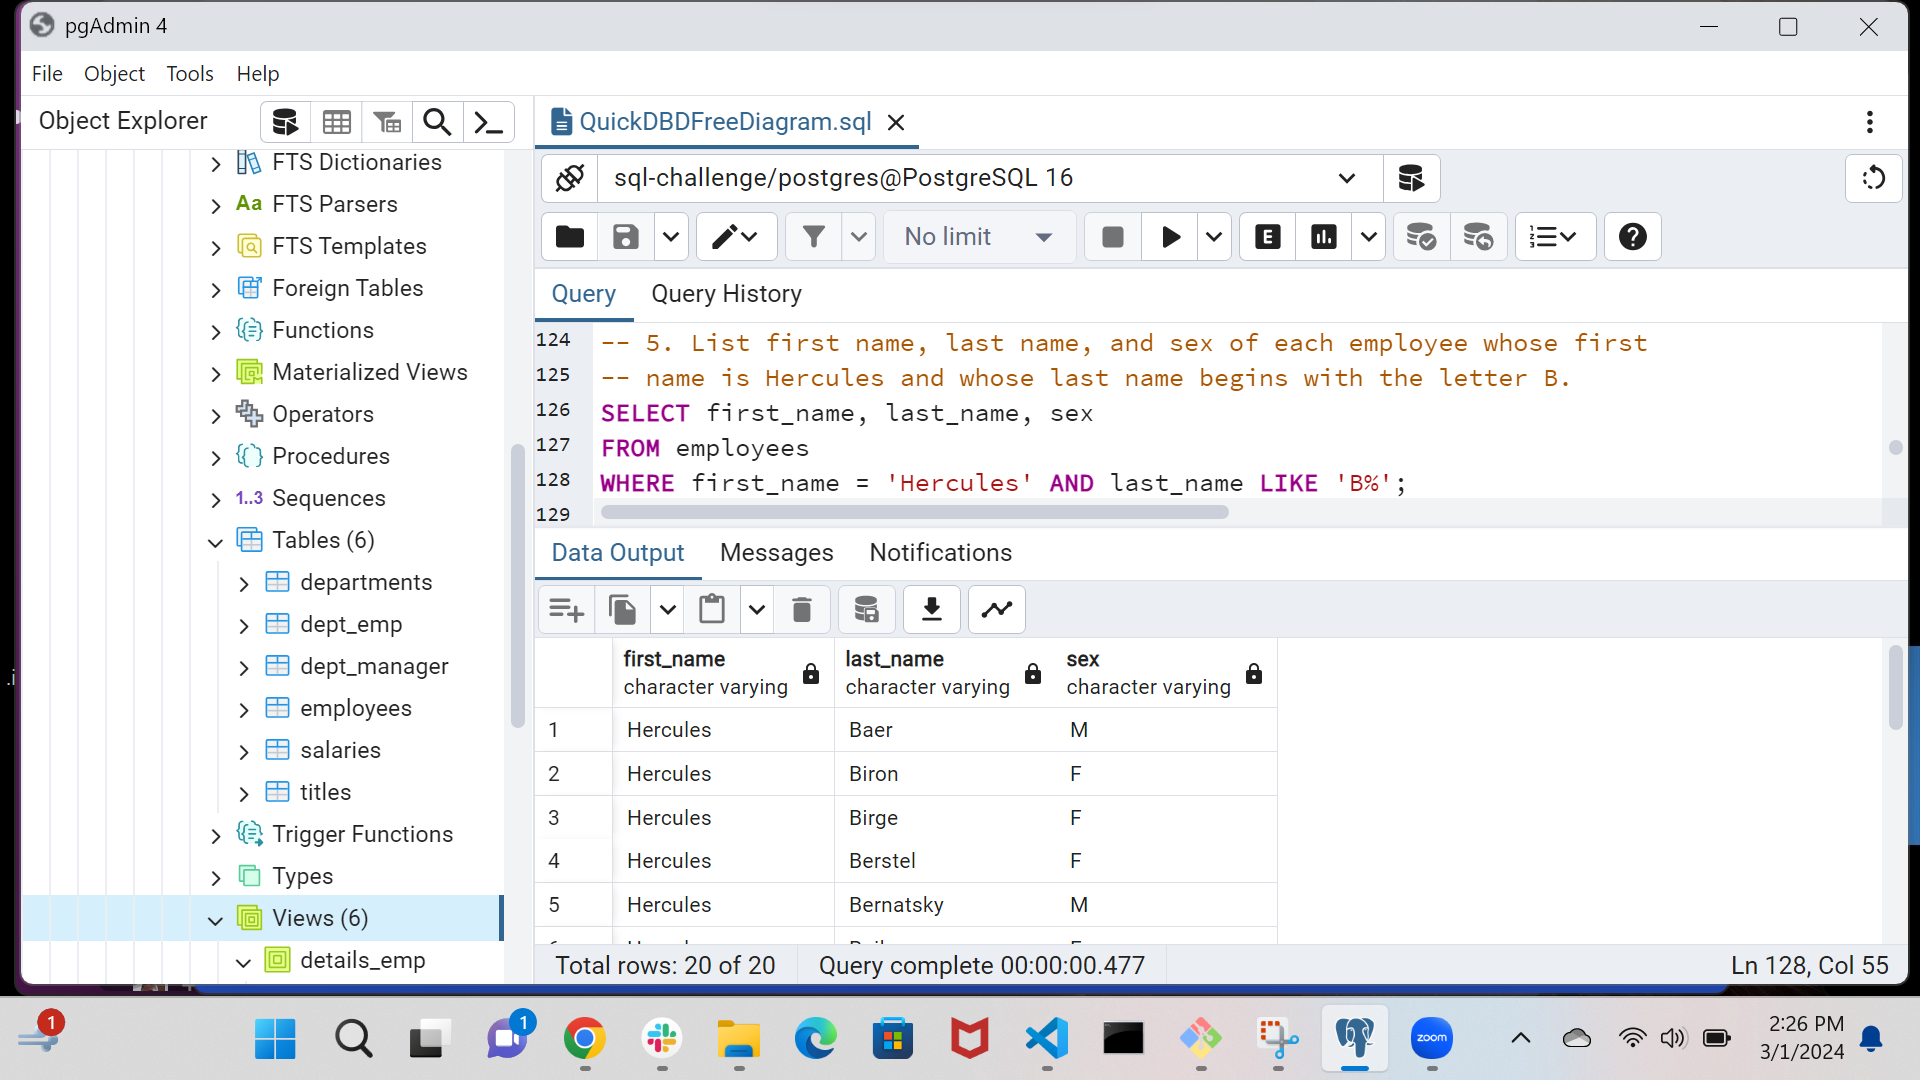 pgAdmin 4
File Object Tools Help
Object Explorer
QuickDBDFreeDiagram.sql
FTS Dictionaries
Aa FTS Parsers
FTS Templates
Foreign Tables
Functions
Materialized Views
Operators
Procedures
1..3 Sequences
Tables (6)
departments
dept_emp
dept_manager
employees
salaries
titles
Trigger Functions
Types
Views (6)
details_emp
sql-challenge/postgres@PostgreSQL 16
No limit
E
Query Query History
124 -- 5. List first name, last name, and sex of each employee whose first
125 -- name is Hercules and whose last name begins with the letter B.
126 SELECT first_name, last_name, sex
127 FROM employees
128 WHERE first_name = 'Hercules' AND last_name LIKE 'B%';
129
Data Output Messages Notifications
first_name last_name sex
character varying character varying character varying
1 Hercules Baer M
2 Hercules Biron F
3 Hercules Birge F
4 Hercules Berstel F
5 Hercules Bernatsky M
Total rows: 20 of 20 Query complete 00:00:00.477 Ln 128, Col 55
.i
1
1
zoom
2:26 PM
3/1/2024